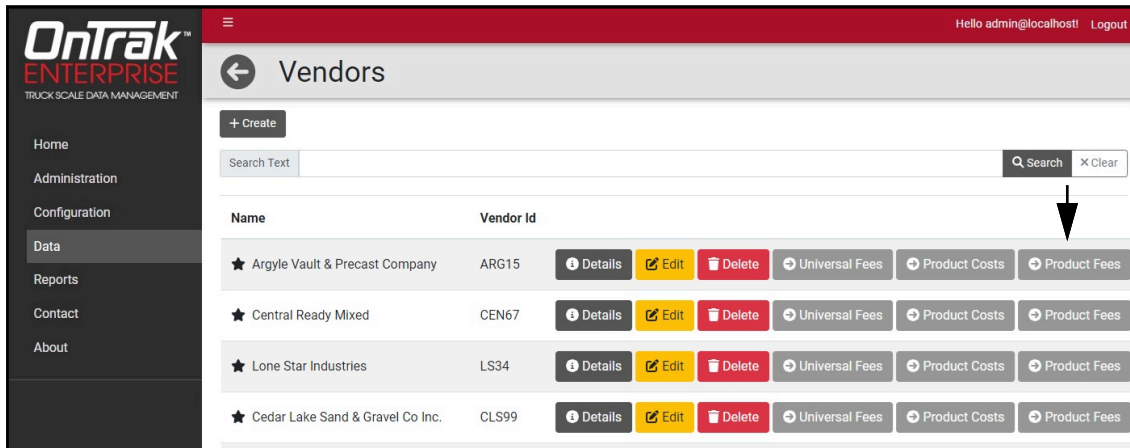 OnTrak™
ENTERPRISE
TRUCK SCALE DATA MANAGEMENT
Home
Administration
Configuration
Data
Reports
Contact
About
Hello admin@localhost! Logout
Vendors
+ Create
Search Text Search × Clear
Name Vendor Id
Argyle Vault & Precast Company ARG15 Details Edit Delete Universal Fees Product Costs Product Fees
Central Ready Mixed CEN67 Details Edit Delete Universal Fees Product Costs Product Fees
Lone Star Industries LS34 Details Edit Delete Universal Fees Product Costs Product Fees
Cedar Lake Sand & Gravel Co Inc. CLS99 Details Edit Delete Universal Fees Product Costs Product Fees